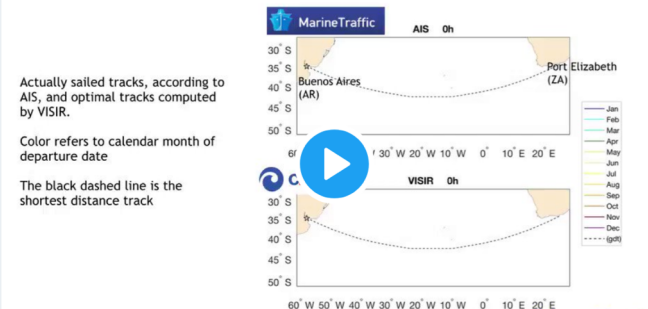 MarineTraffic
AIS 0h
30° S
35° S
40° S
45° S
50° S
Buenos Aires
(AR)
Port Elizabeth
(ZA)
Actually sailed tracks, according to
AIS, and optimal tracks computed
by VISIR.
Color refers to calendar month of
departure date
The black dashed line is the
shortest distance track
30° W 20° W 10° W 0° 10° E 20° E
Jan
Feb
Mar
Apr
May
Jun
Jul
Aug
Sep
Oct
Nov
Dec
(gdt)
VISIR 0h
30° S
35° S
40° S
45° S
50° S
60° W 50° W 40° W 30° W 20° W 10° W 0° 10° E 20° E